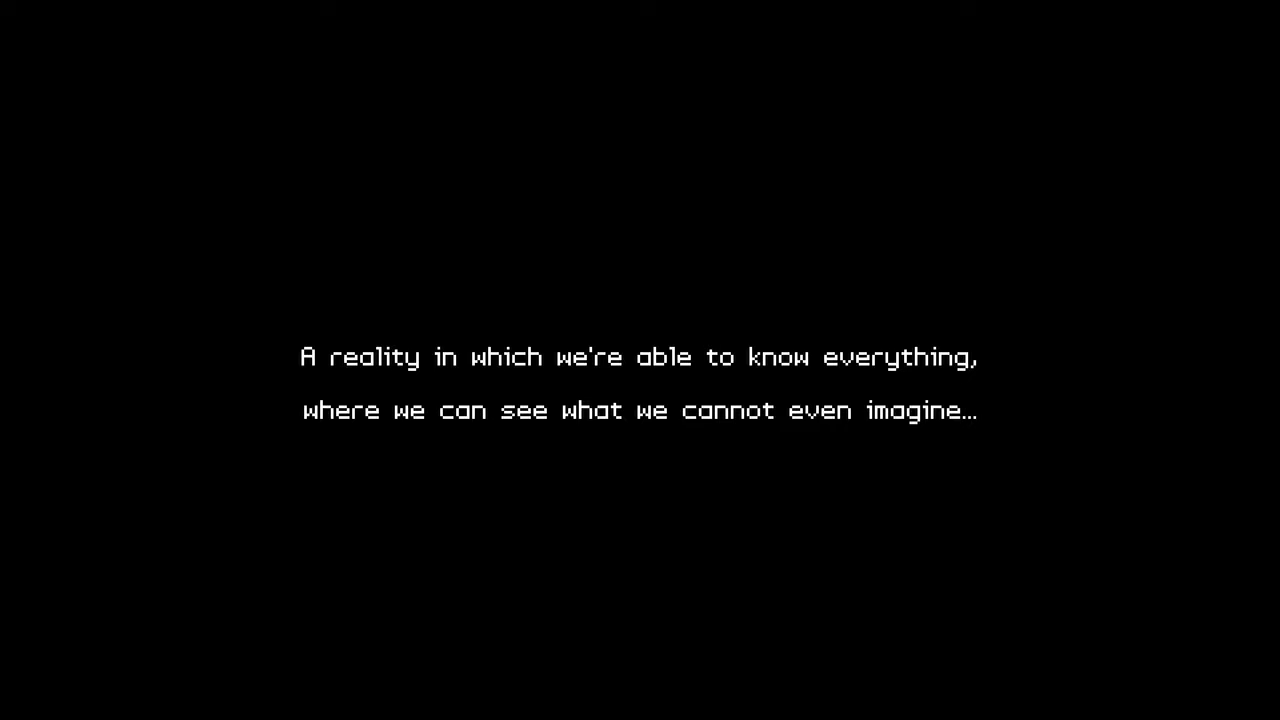 A reality in which we're able to know everything,
where we can see what we cannot even imagine...